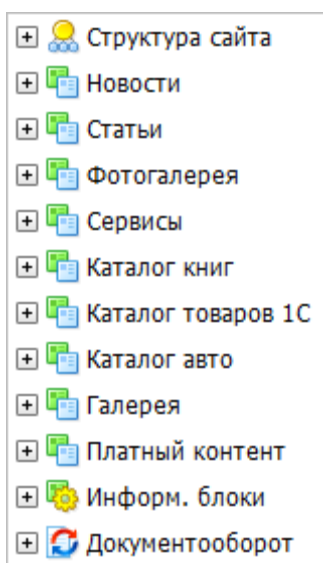 Структура сайта
Новости
Статьи
Фотогалерея
Сервисы
Каталог книг
Каталог товаров 1С
Каталог авто
Галерея
Платный контент
Информ. блоки
Документооборот